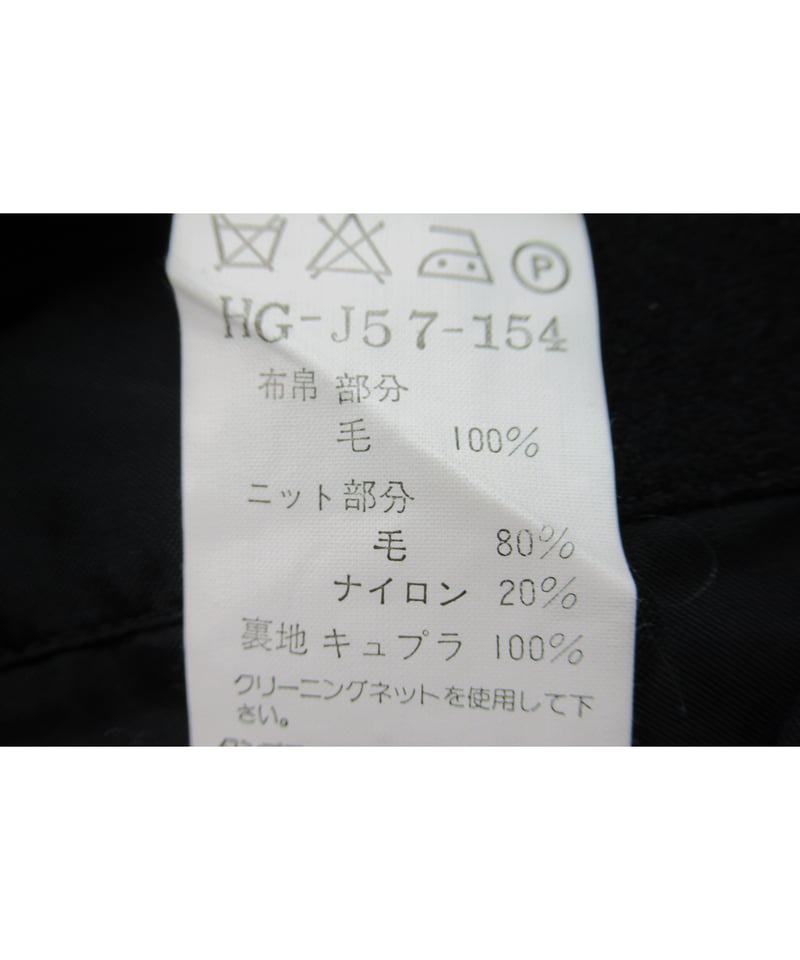 P
HG-J57-154
布帛 部分
毛 100%
ニット部分
毛 80%
ナイロン 20%
裏地 キュプラ 100%
クリーニングネットを使用して下
さい。